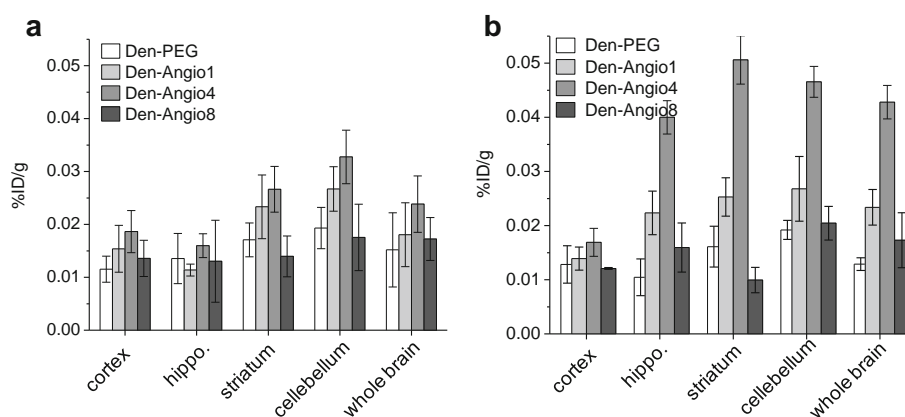 a
Den-PEG
Den-Angio1
Den-Angio4
Den-Angio8
%ID/g
0.05
0.04
0.03
0.02
0.01
0.00
cortex
hippo.
striatum
cellebellum
whole brain
b
Den-PEG
Den-Angio1
Den-Angio4
Den-Angio8
%ID/g
0.05
0.04
0.03
0.02
0.01
0.00
cortex
hippo.
striatum
cellebellum
whole brain